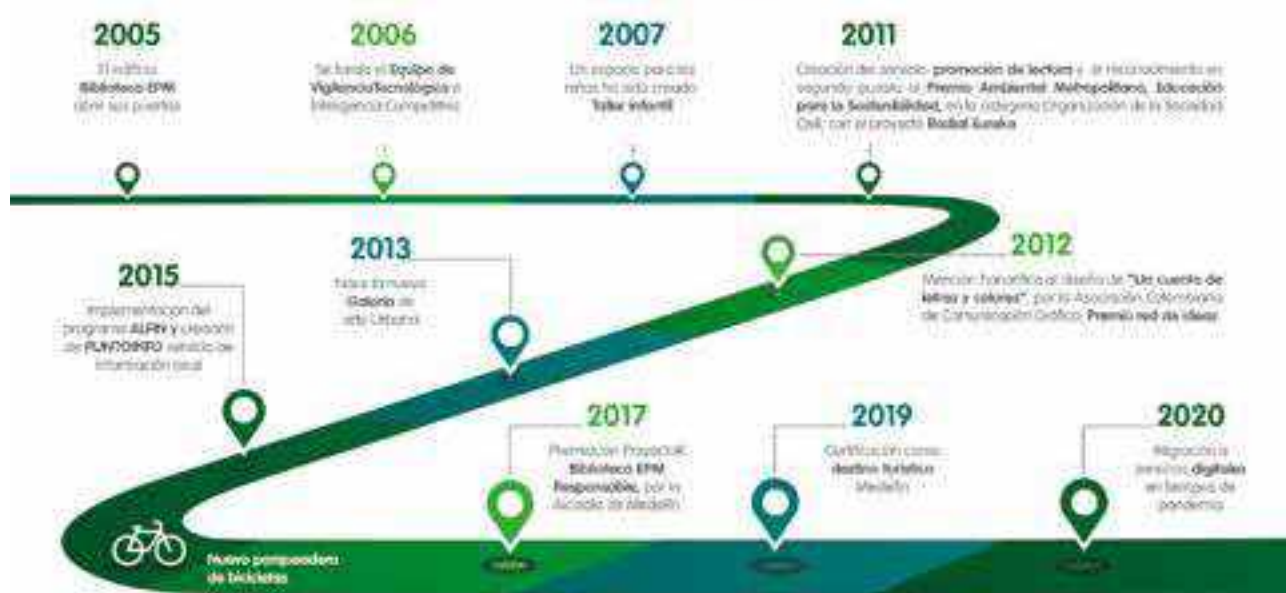 2005
El edificio
Biblioteca EPM
abre sus puertas
2006
Se funda el Equipo de
Vigilancia Tecnológica e
Inteligencia Competitiva
2007
Un espacio para los
niños ha sido creado
Taller Infantil
2011
Creación del servicio promoción de lectura y el reconocimiento en
segundo puesto al Premio Ambiental Metropolitano, Educación
para la Sostenibilidad, en la categoría Organización de la Sociedad
Civil, con el proyecto
2012
Mención honorífica al diseño de "Un cuento de
letras y colores", por la Asociación Colombiana
de Comunicación Gráfica, Premio red de ideas
2013
Nace la nueva
Galería de
arte Urbano
2015
Implementación del
programa ALFIN y creación
de PUNTOINFO servicio de
información local
2017
Biblioteca EPM
Responsable, por la
Alcaldía de Medellín
2019
Certificación como
destino turístico
Medellín
2020
Migración a
servicios digitales
en tiempos de
pandemia
Nuevo parqueadero
de bicicletas